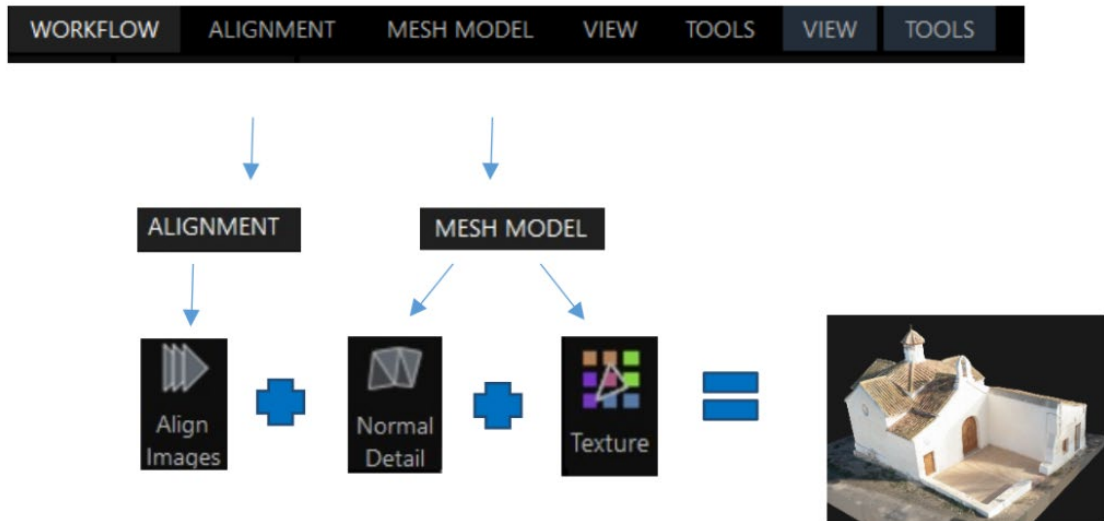 WORKFLOW ALIGNMENT MESH MODEL VIEW TOOLS VIEW TOOLS
ALIGNMENT MESH MODEL
Align
Images
Normal
Detail
Texture